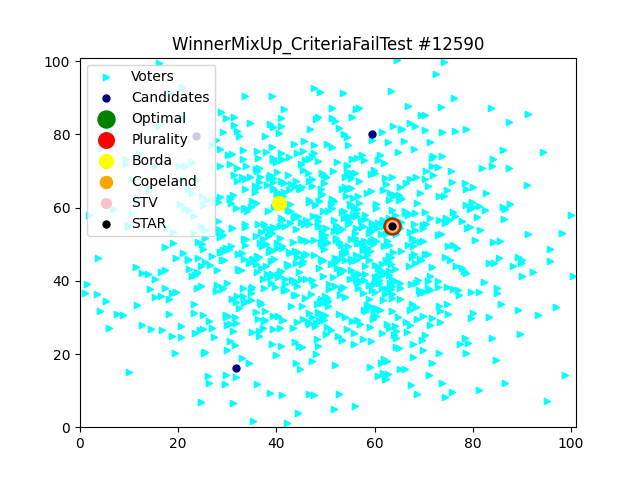 WinnerMixUp_CriteriaFailTest #12590
100
80
60
40
20
0
0
20
40
60
80
100
Voters
Candidates
Optimal
Plurality
Borda
Copeland
STV
STAR